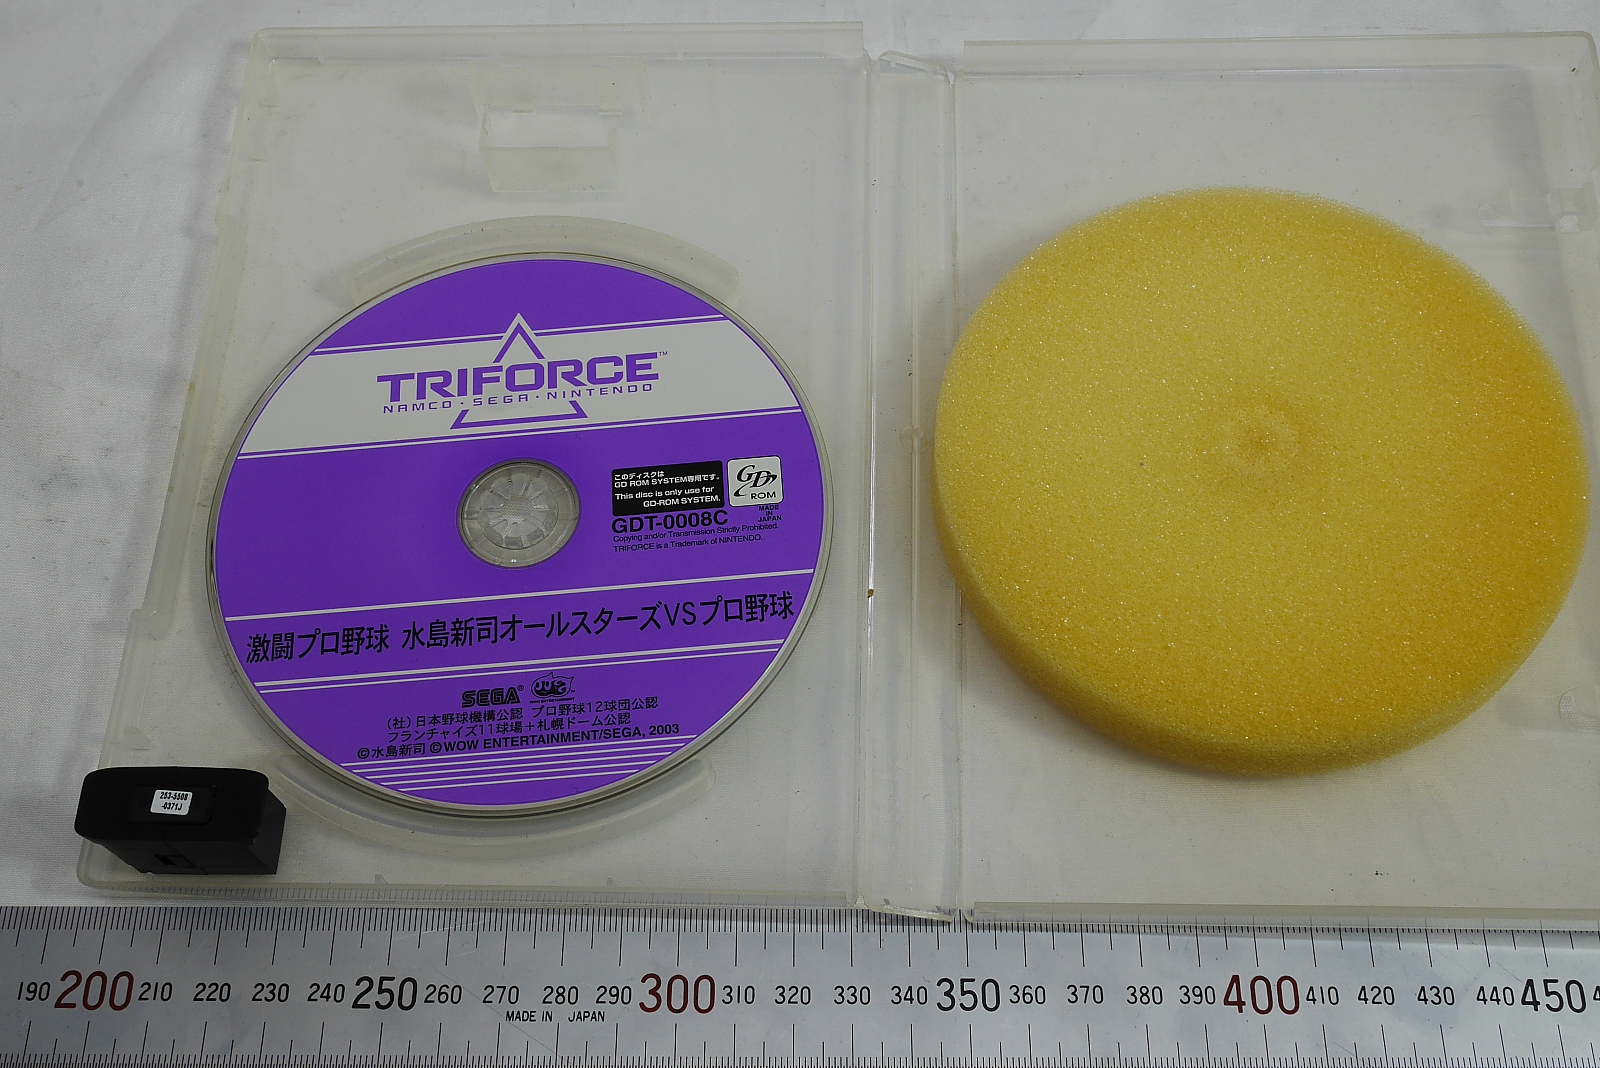 TRIFORCE™
NAMCO・SEGA・NINTENDO
このディスクは
GD ROM SYSTEM専用です。
This disc is only use for
GD-ROM SYSTEM.
GD
ROM
MADE
IN
JAPAN
GDT-0008C
Copying and/or Transmission Strictly Prohibited.
TRIFORCE is a Trademark of NINTENDO.
激闘プロ野球 水島新司オールスターズVSプロ野球
SEGA®
(社)日本野球機構公認 プロ野球12球団公認
フランチャイズ11球場+札幌ドーム公認
©水島新司 ©WOW ENTERTAINMENT/SEGA, 2003
253-5508
-0371J
190 200 210 220 230 240 250 260 270 280 290 300 310 320 330 340 350 360 370 380 390 400 410 420 430 440 450
MADE IN JAPAN